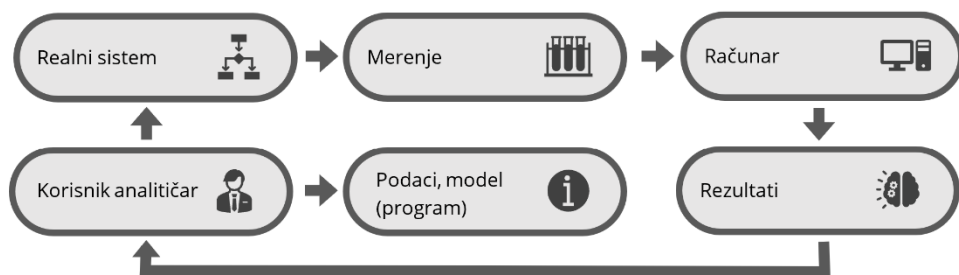 Realni sistem
Merenje
Računar
Korisnik analitičar
Podaci, model
(program)
Rezultati